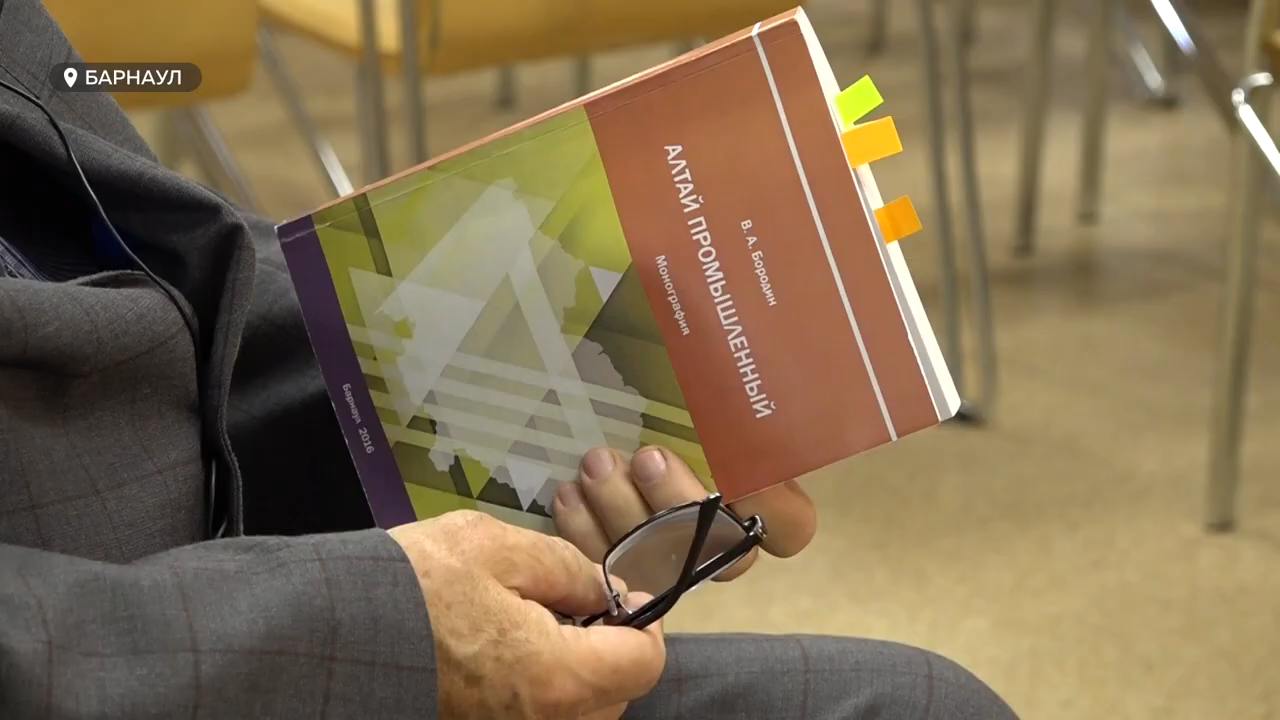 БАРНАУЛ
В. А. Бородин
АЛТАЙ ПРОМЫШЛЕННЫЙ
Монография
Барнаул 2016